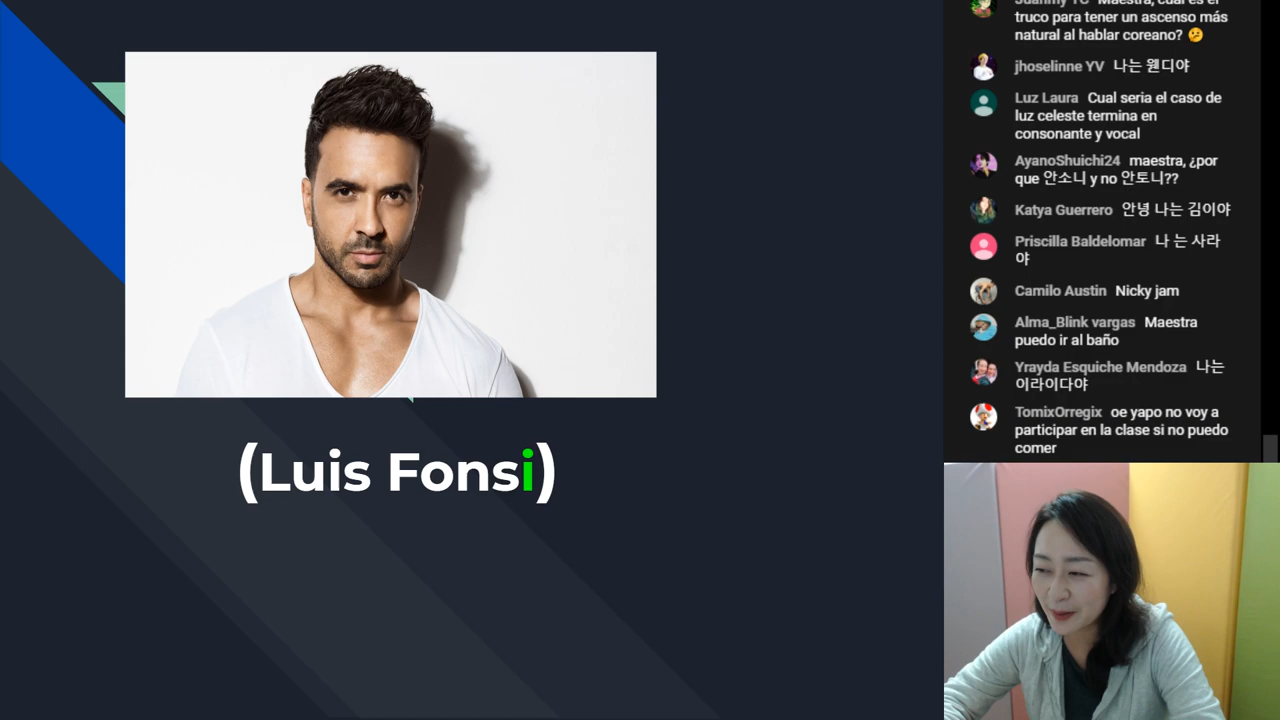 (Luis Fonsi)
Juanmy TC Maestra, cuál es el
truco para tener un ascenso más
natural al hablar coreano? 🫤
jhoselinne YV 나는 웬디야
Luz Laura Cual seria el caso de
luz celeste termina en
consonante y vocal
AyanoShuichi24 maestra, ¿por
que 안소니 y no 안토니??
Katya Guerrero 안녕 나는 김이야
Priscilla Baldelomar 나 는 사라
야
Camilo Austin Nicky jam
Alma_Blink vargas Maestra
puedo ir al baño
Yrayda Esquiche Mendoza 나는
이라이다야
TomixOrregix oe yapo no voy a
participar en la clase si no puedo
comer